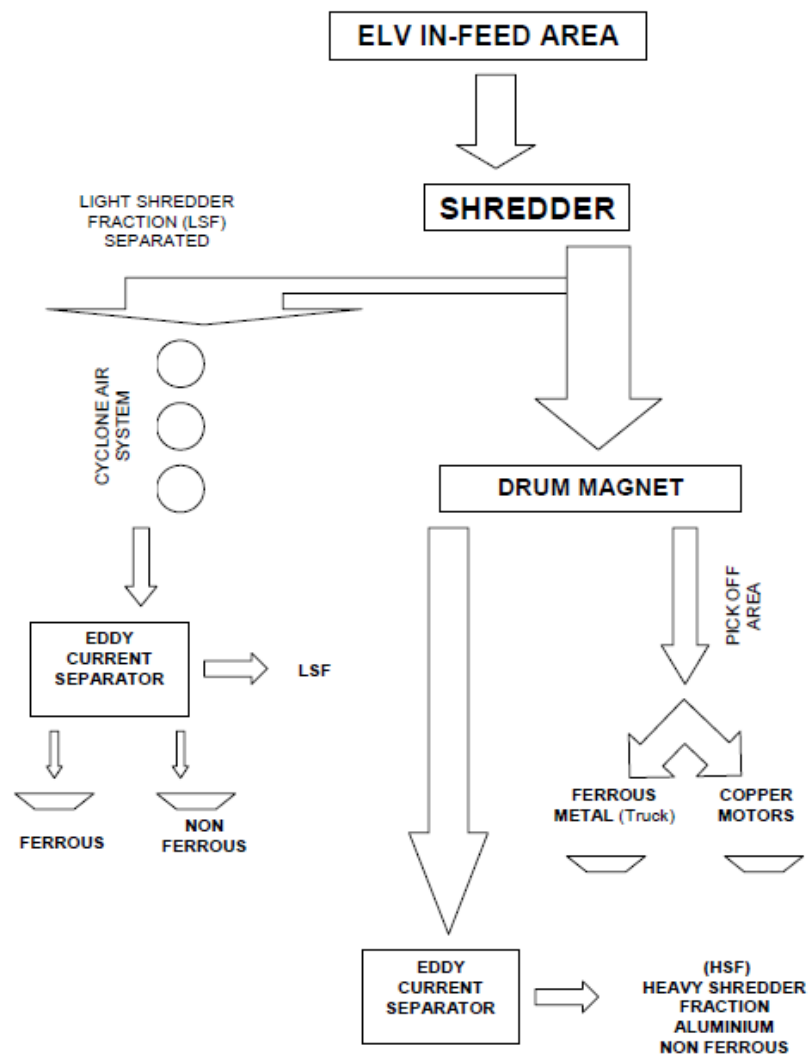 ELV IN-FEED AREA
SHREDDER
LIGHT SHREDDER
FRACTION (LSF)
SEPARATED
CYCLONE AIR
SYSTEM
DRUM MAGNET
PICK OFF
AREA
EDDY
CURRENT
SEPARATOR
LSF
FERROUS
METAL (Truck)
COPPER
MOTORS
FERROUS
NON
FERROUS
EDDY
CURRENT
SEPARATOR
(HSF)
HEAVY SHREDDER
FRACTION
ALUMINIUM
NON FERROUS